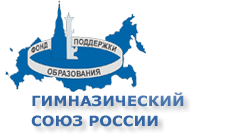 ФОНД ПОДДЕРЖКИ
ОБРАЗОВАНИЯ
ГИМНАЗИЧЕСКИЙ
СОЮЗ РОССИИ